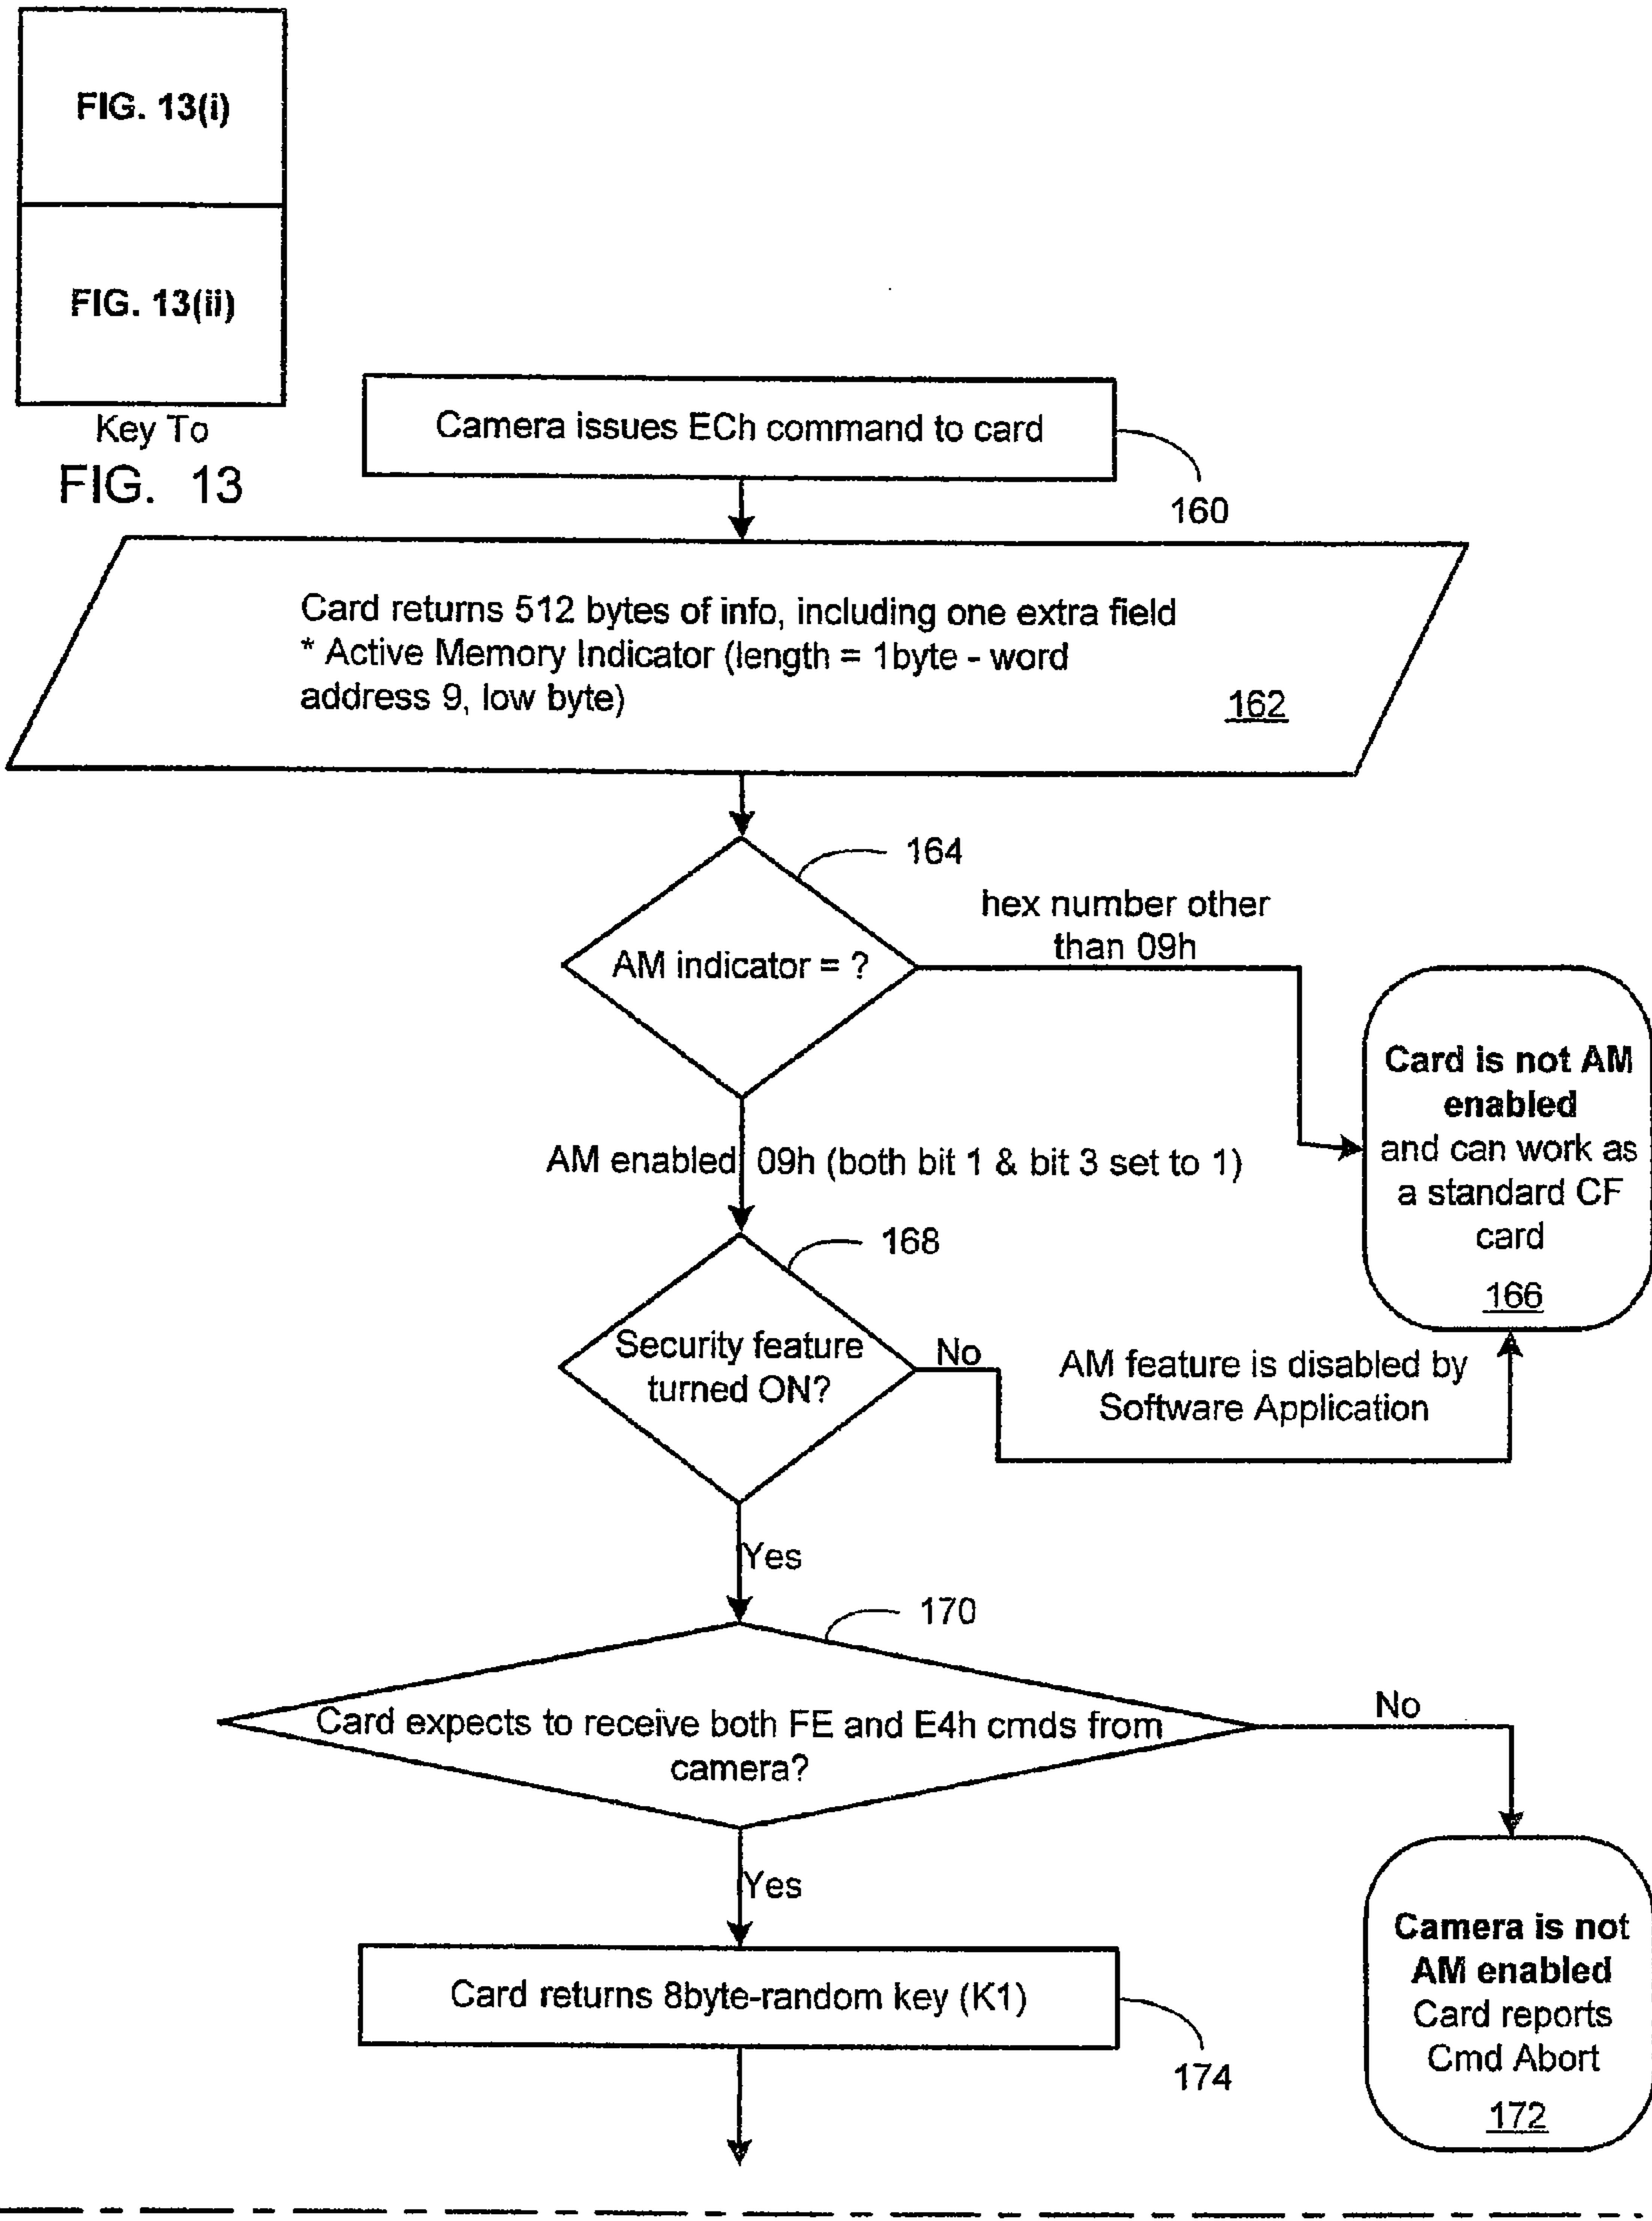 FIG. 13(i)
FIG. 13(ii)
Key To
FIG. 13
Camera issues ECh command to card
160
Card returns 512 bytes of info, including one extra field
* Active Memory Indicator (length = 1byte - word
address 9, low byte)
162
164
AM indicator = ?
hex number other
than 09h
Card is not AM
enabled
and can work as
a standard CF
card
166
AM enabled 09h (both bit 1 & bit 3 set to 1)
168
Security feature
turned ON?
No
AM feature is disabled by
Software Application
Yes
170
Card expects to receive both FE and E4h cmds from
camera?
No
Yes
Camera is not
AM enabled
Card reports
Cmd Abort
172
Card returns 8byte-random key (K1)
174